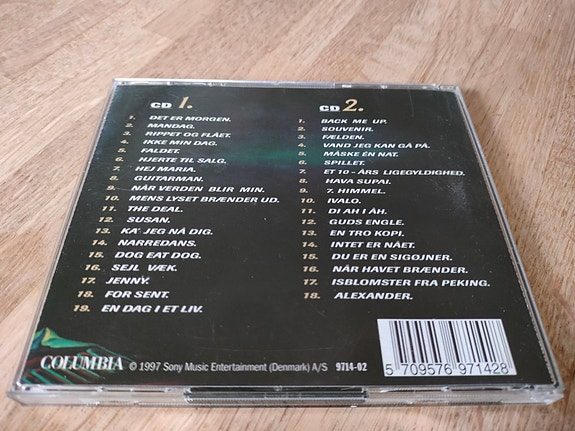 CD 1.
1. DET ER MORGEN.
2. MANDAG.
3. RIPPET OG FLÅET.
4. IKKE MIN DAG.
5. FALDET.
6. HJERTE TIL SALG.
7. HEJ MARIA.
8. GUITARMAN.
9. NÅR VERDEN BLIR MIN.
10. MENS LYSET BRÆNDER UD.
11. THE DEAL.
12. SUSAN.
13. KA' JEG NÅ DIG.
14. NARREDANS.
15. DOG EAT DOG.
16. SEJL VÆK.
17. JENNY.
18. FOR SENT.
19. EN DAG I ET LIV.
CD 2.
1. BACK ME UP.
2. SOUVENIR.
3. FÆLDEN.
4. VAND JEG KAN GÅ PÅ.
5. MÅSKE EN NAT.
6. SPILLET.
7. ET 10 - ÅRS LIGEGYLDIGHED.
8. HAVA SUPAI.
9. 7. HIMMEL.
10. IVALO.
11. DI AH I ÅH.
12. GUDS ENGLE.
13. EN TRO KOPI.
14. INTET ER NÅET.
15. DU ER EN SIGØJNER.
16. NÅR HAVET BRÆNDER.
17. ISBLOMSTER FRA PEKING.
18. ALEXANDER.
COLUMBIA © 1997 Sony Music Entertainment (Denmark) A/S 9714-02
5 709576 971428